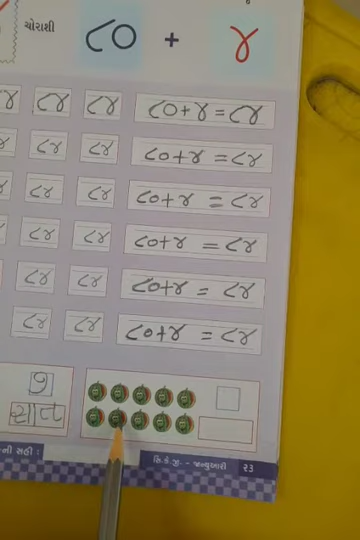 ચોરાશી ૮૦ + ૪
૮૪ ૮૪ ૮૪ ૮૦+૪=૮૪
૮૪ ૮૪ ૮૦+૪ = ૮૪
૮૪ ૮૪ ૮૦+૪ = ૮૪
૮૪ ૮૪ ૮૦+૪ = ૮૪
૮૪ ૮૪ ૮૦+૪ = ૮૪
૮૪ ૮૪ ૮૦+૪ = ૮૪
૭
સાત
ની સહી :
સિ.કે.જી. - જાન્યુઆરી ૨૩